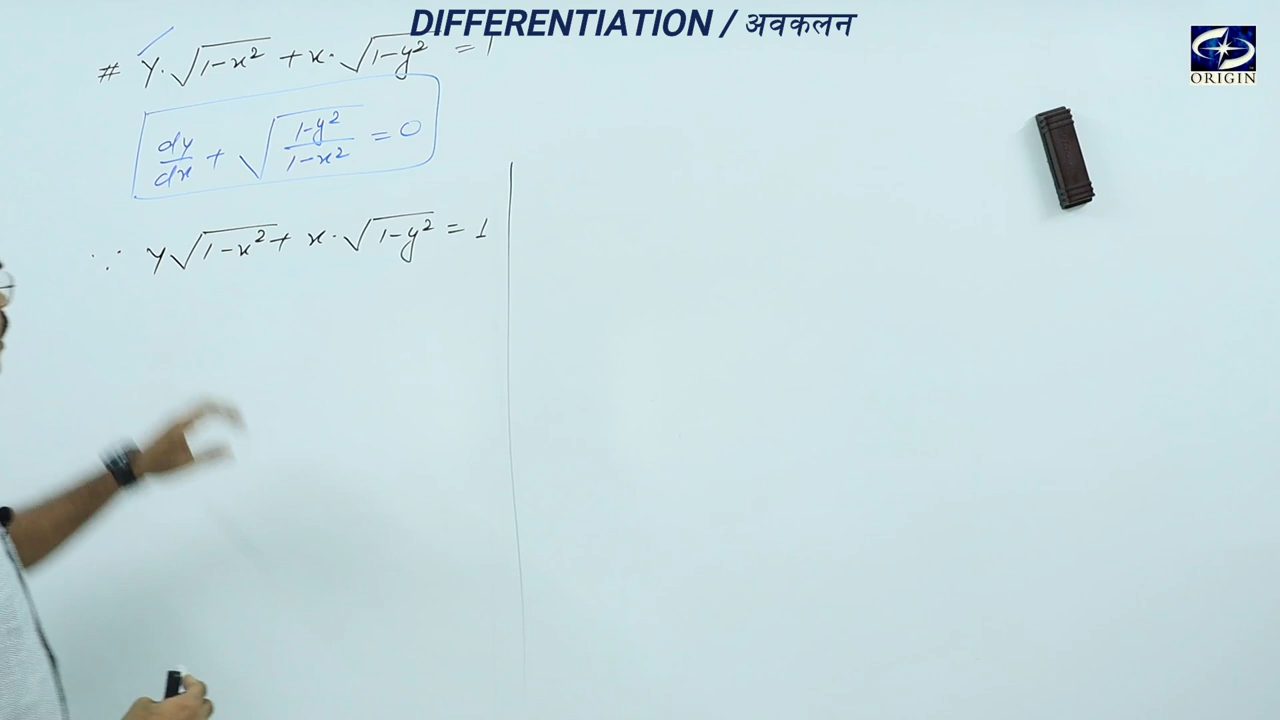 DIFFERENTIATION / अवकलन
# y·√(1-x²) + x·√(1-y²) = 1
ORIGIN
dy/dx + √((1-y²)/(1-x²)) = 0
∵ y√(1-x²) + x·√(1-y²) = 1